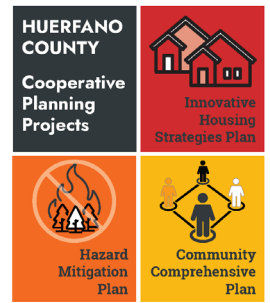 HUERFANO
COUNTY
Cooperative
Planning
Projects
Innovative
Housing
Strategies Plan
Hazard
Mitigation
Plan
Community
Comprehensive
Plan